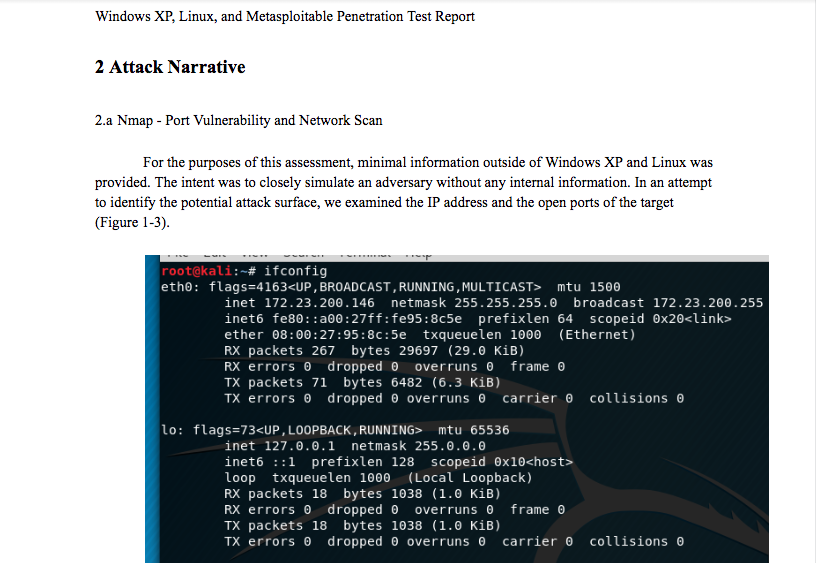 Windows XP, Linux, and Metasploitable Penetration Test Report
2 Attack Narrative
2.a Nmap - Port Vulnerability and Network Scan
For the purposes of this assessment, minimal information outside of Windows XP and Linux was
provided. The intent was to closely simulate an adversary without any internal information. In an attempt
to identify the potential attack surface, we examined the IP address and the open ports of the target
(Figure 1-3).
root@kali:~# ifconfig
eth0: flags=4163<UP,BROADCAST,RUNNING,MULTICAST>  mtu 1500
        inet 172.23.200.146  netmask 255.255.255.0  broadcast 172.23.200.255
        inet6 fe80::a00:27ff:fe95:8c5e  prefixlen 64  scopeid 0x20<link>
        ether 08:00:27:95:8c:5e  txqueuelen 1000  (Ethernet)
        RX packets 267  bytes 29697 (29.0 KiB)
        RX errors 0  dropped 0  overruns 0  frame 0
        TX packets 71  bytes 6482 (6.3 KiB)
        TX errors 0  dropped 0 overruns 0  carrier 0  collisions 0
lo: flags=73<UP,LOOPBACK,RUNNING>  mtu 65536
        inet 127.0.0.1  netmask 255.0.0.0
        inet6 ::1  prefixlen 128  scopeid 0x10<host>
        loop  txqueuelen 1000  (Local Loopback)
        RX packets 18  bytes 1038 (1.0 KiB)
        RX errors 0  dropped 0  overruns 0  frame 0
        TX packets 18  bytes 1038 (1.0 KiB)
        TX errors 0  dropped 0 overruns 0  carrier 0  collisions 0